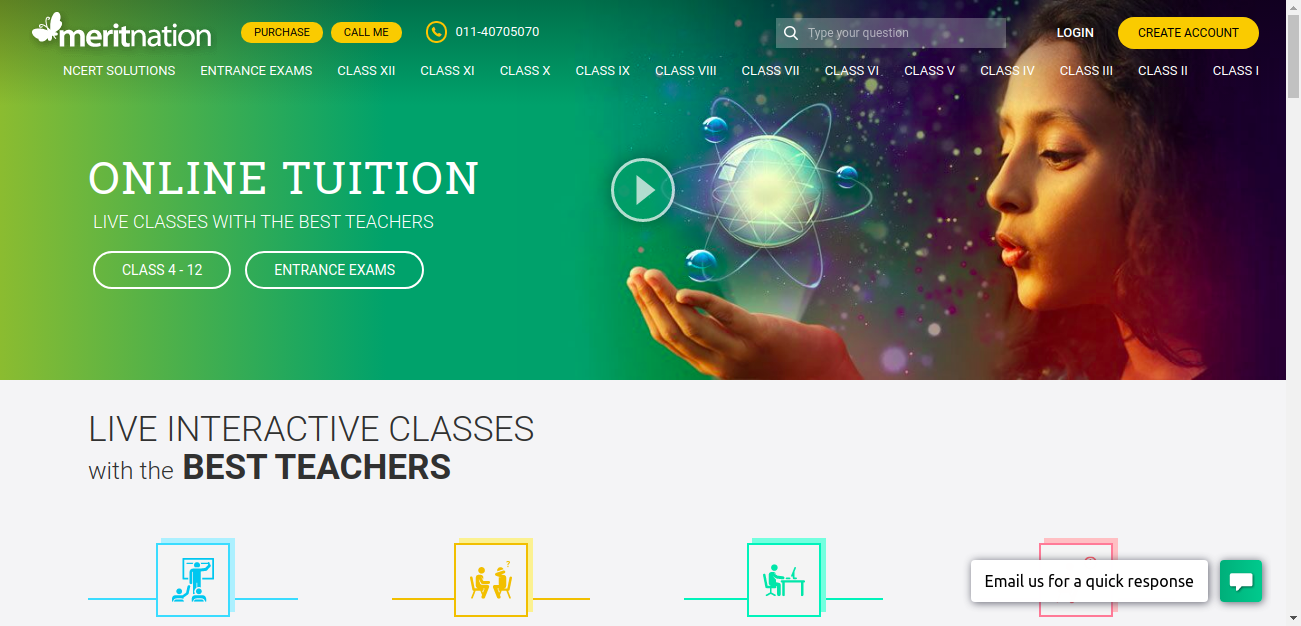 meritnation PURCHASE CALL ME 011-40705070 Type your question LOGIN CREATE ACCOUNT
NCERT SOLUTIONS ENTRANCE EXAMS CLASS XII CLASS XI CLASS X CLASS IX CLASS VIII CLASS VII CLASS VI CLASS V CLASS IV CLASS III CLASS II CLASS I
ONLINE TUITION
LIVE CLASSES WITH THE BEST TEACHERS
CLASS 4 - 12 ENTRANCE EXAMS
LIVE INTERACTIVE CLASSES
with the BEST TEACHERS
?
Email us for a quick response